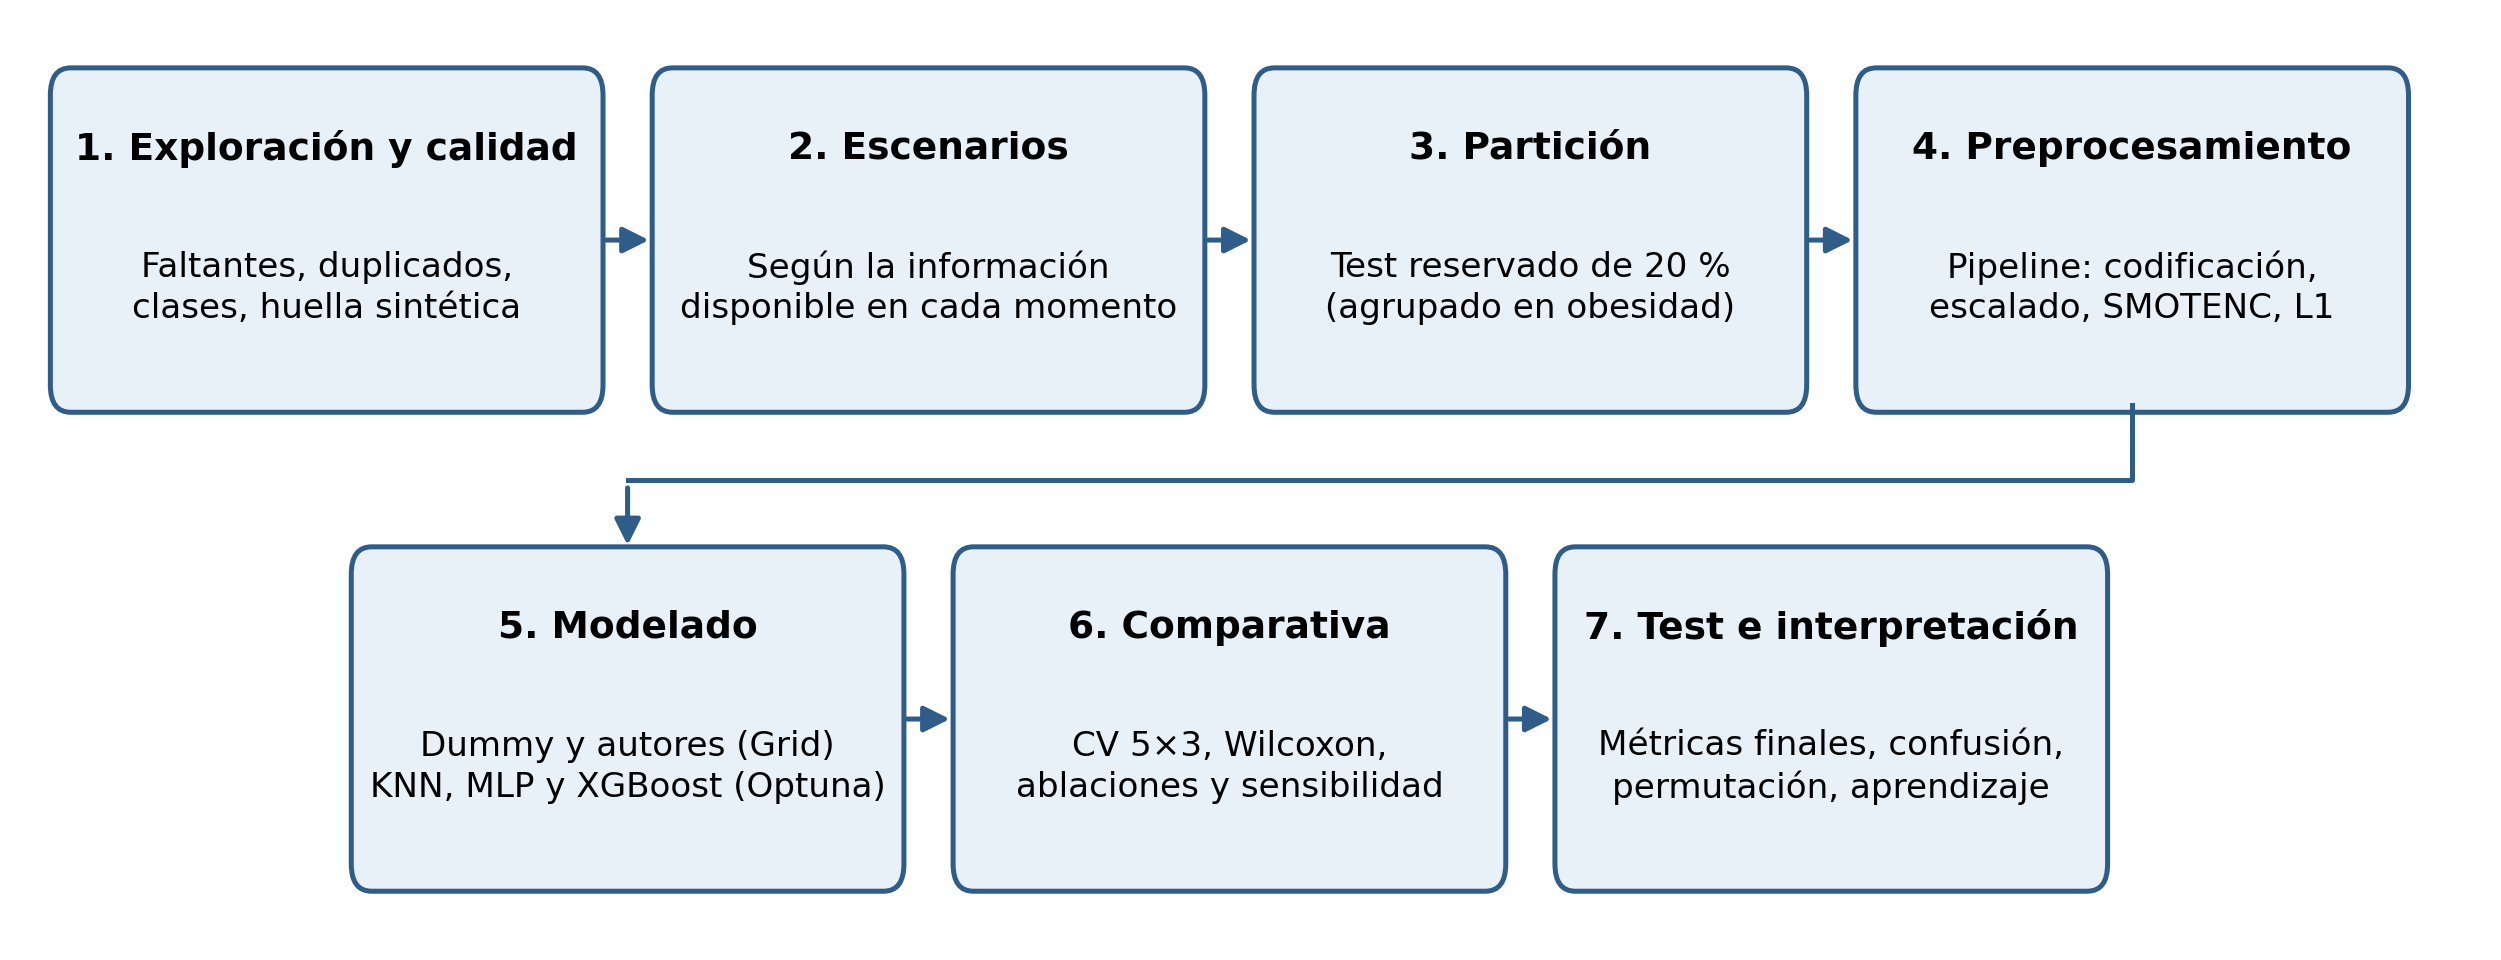 1. Exploración y calidad
Faltantes, duplicados,
clases, huella sintética
2. Escenarios
Según la información
disponible en cada momento
3. Partición
Test reservado de 20 %
(agrupado en obesidad)
4. Preprocesamiento
Pipeline: codificación,
escalado, SMOTENC, L1
5. Modelado
Dummy y autores (Grid)
KNN, MLP y XGBoost (Optuna)
6. Comparativa
CV 5×3, Wilcoxon,
ablaciones y sensibilidad
7. Test e interpretación
Métricas finales, confusión,
permutación, aprendizaje